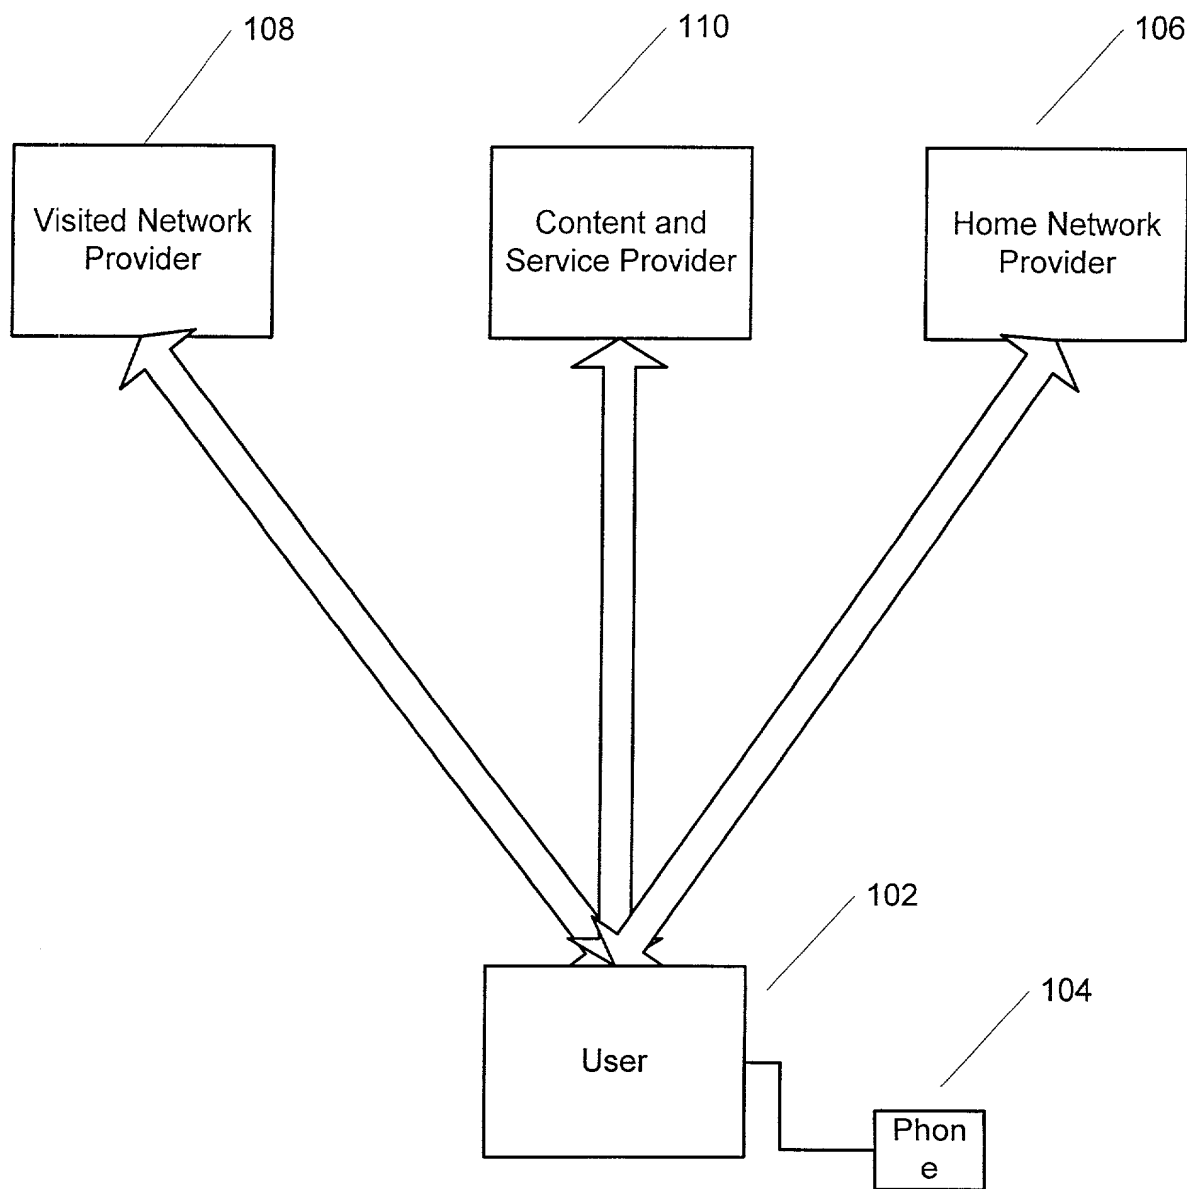 108
110
106
Visited Network
Provider
Content and
Service Provider
Home Network
Provider
102
104
User
Phon
e